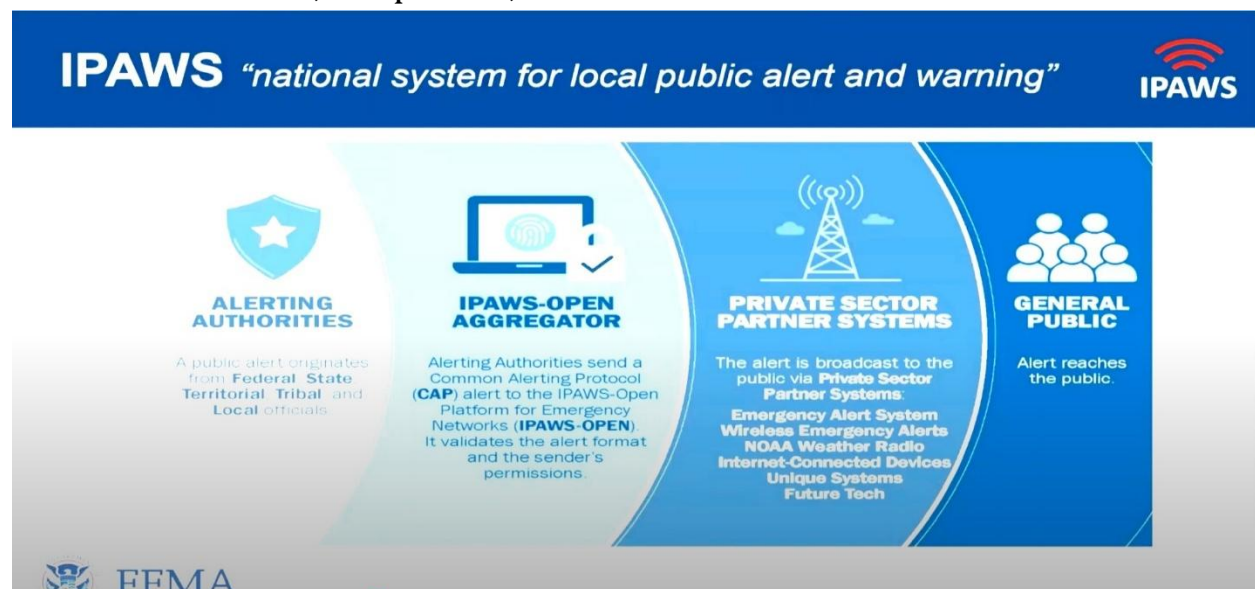 IPAWS "national system for local public alert and warning"
IPAWS
ALERTING
AUTHORITIES
A public alert originates
from Federal State
Territorial Tribal and
Local officials
IPAWS-OPEN
AGGREGATOR
Alerting Authorities send a
Common Alerting Protocol
(CAP) alert to the IPAWS-Open
Platform for Emergency
Networks (IPAWS-OPEN).
It validates the alert format
and the sender's
permissions.
PRIVATE SECTOR
PARTNER SYSTEMS
The alert is broadcast to the
public via Private Sector
Partner Systems:
Emergency Alert System
Wireless Emergency Alerts
NOAA Weather Radio
Internet-Connected Devices
Unique Systems
Future Tech
GENERAL
PUBLIC
Alert reaches
the public.
FEMA